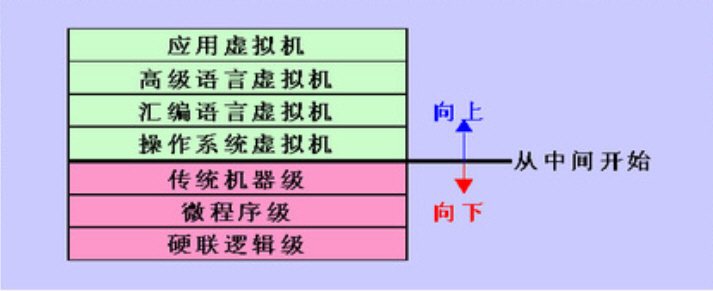 应用虚拟机
高级语言虚拟机
汇编语言虚拟机
向上
操作系统虚拟机
从中间开始
传统机器级
微程序级
向下
硬联逻辑级